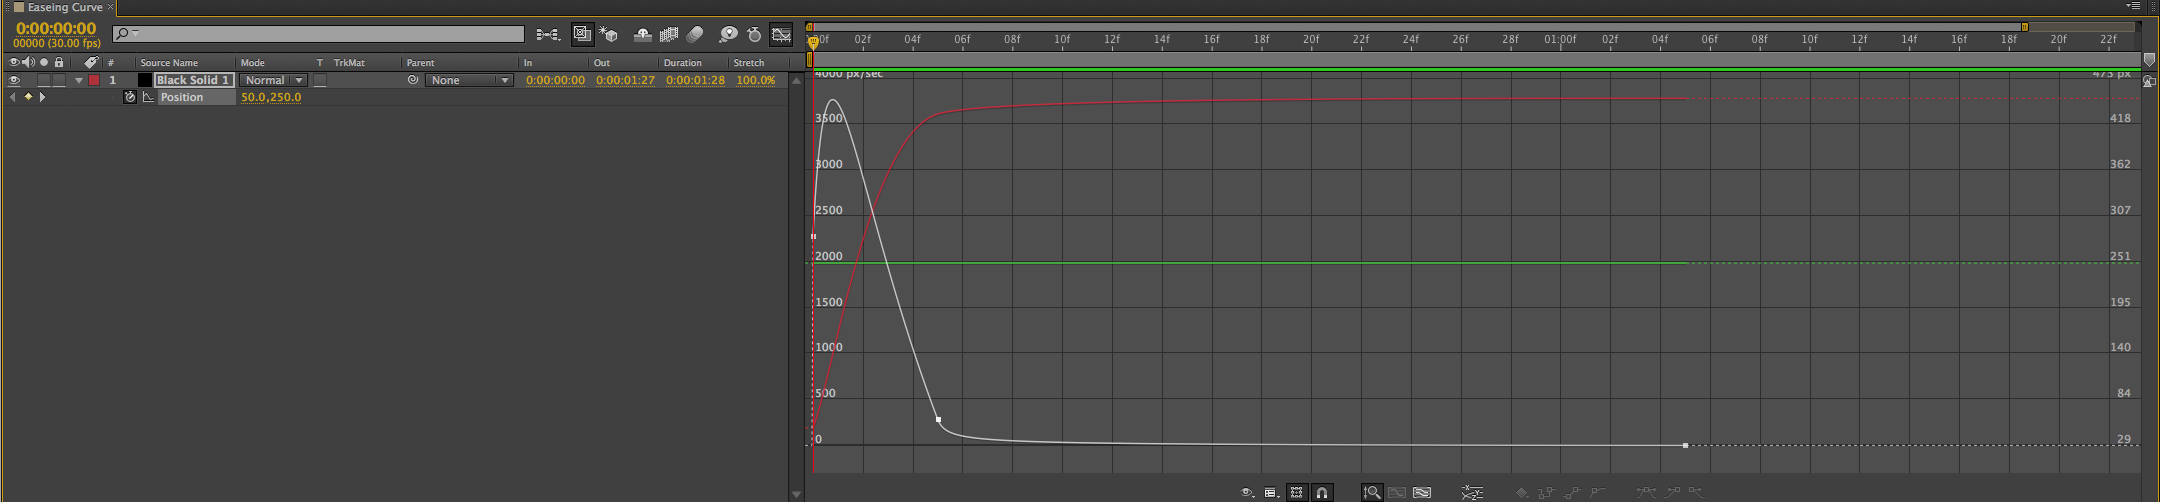 Easeing Curve ×
0:00:00:00
00000 (30.00 fps)
:00f 02f 04f 06f 08f 10f 12f 14f 16f 18f 20f 22f 24f 26f 28f 01:00f 02f 04f 06f 08f 10f 12f 14f 16f 18f 20f 22f
# Source Name Mode T TrkMat Parent In Out Duration Stretch
1 Black Solid 1 Normal None 0:00:00:00 0:00:01:27 0:00:01:28 100.0%
Position 50.0,250.0
4000 px/sec 473 px
3500 418
3000 362
2500 307
2000 251
1500 195
1000 140
500 84
0 29